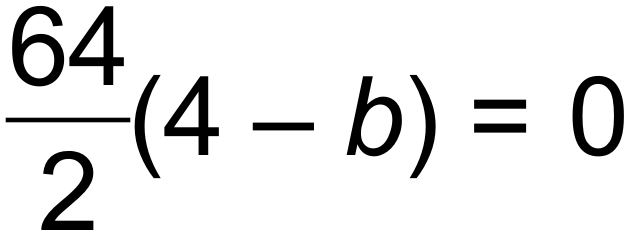 64/2(4 – b) = 0